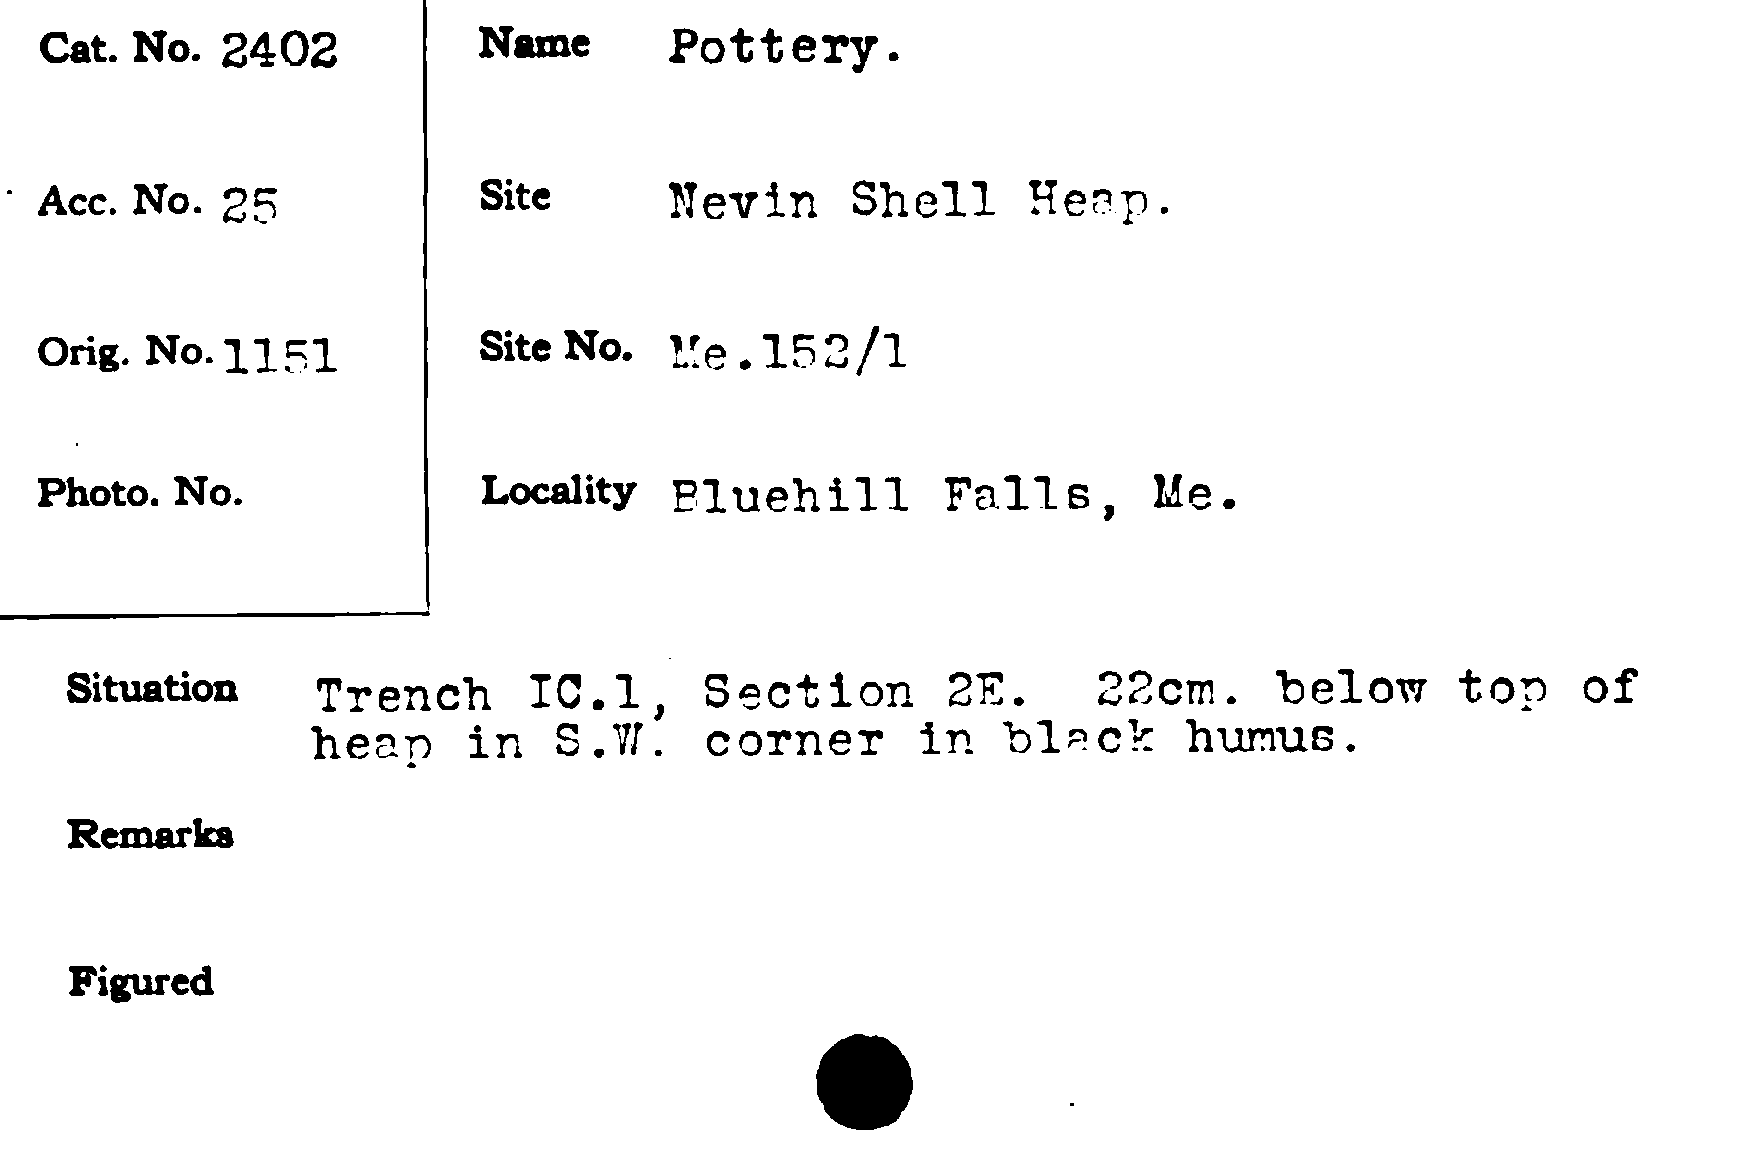 Cat. No. 2402
Name Pottery.
Acc. No. 25
Site Nevin Shell Heap.
Orig. No. 1151
Site No. Me.152/1
Photo. No.
Locality Bluehill Falls, Me.
Situation Trench IC.1, Section 2E. 22cm. below top of
heap in S.W. corner in black humus.
Remarks
Figured